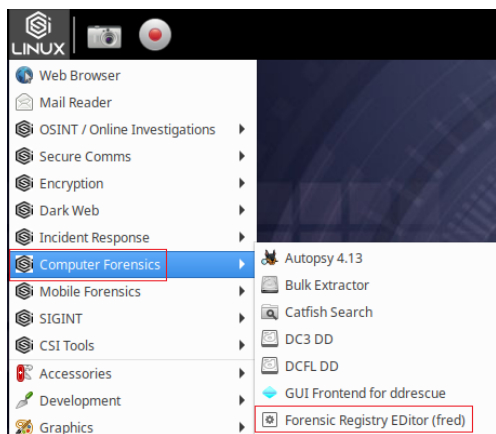 Si
LINUX
Web Browser
Mail Reader
OSINT / Online Investigations
Secure Comms
Encryption
Dark Web
Incident Response
Computer Forensics
Mobile Forensics
SIGINT
CSI Tools
Accessories
Development
Graphics
Autopsy 4.13
Bulk Extractor
Catfish Search
DC3 DD
DCFL DD
GUI Frontend for ddrescue
Forensic Registry EDitor (fred)